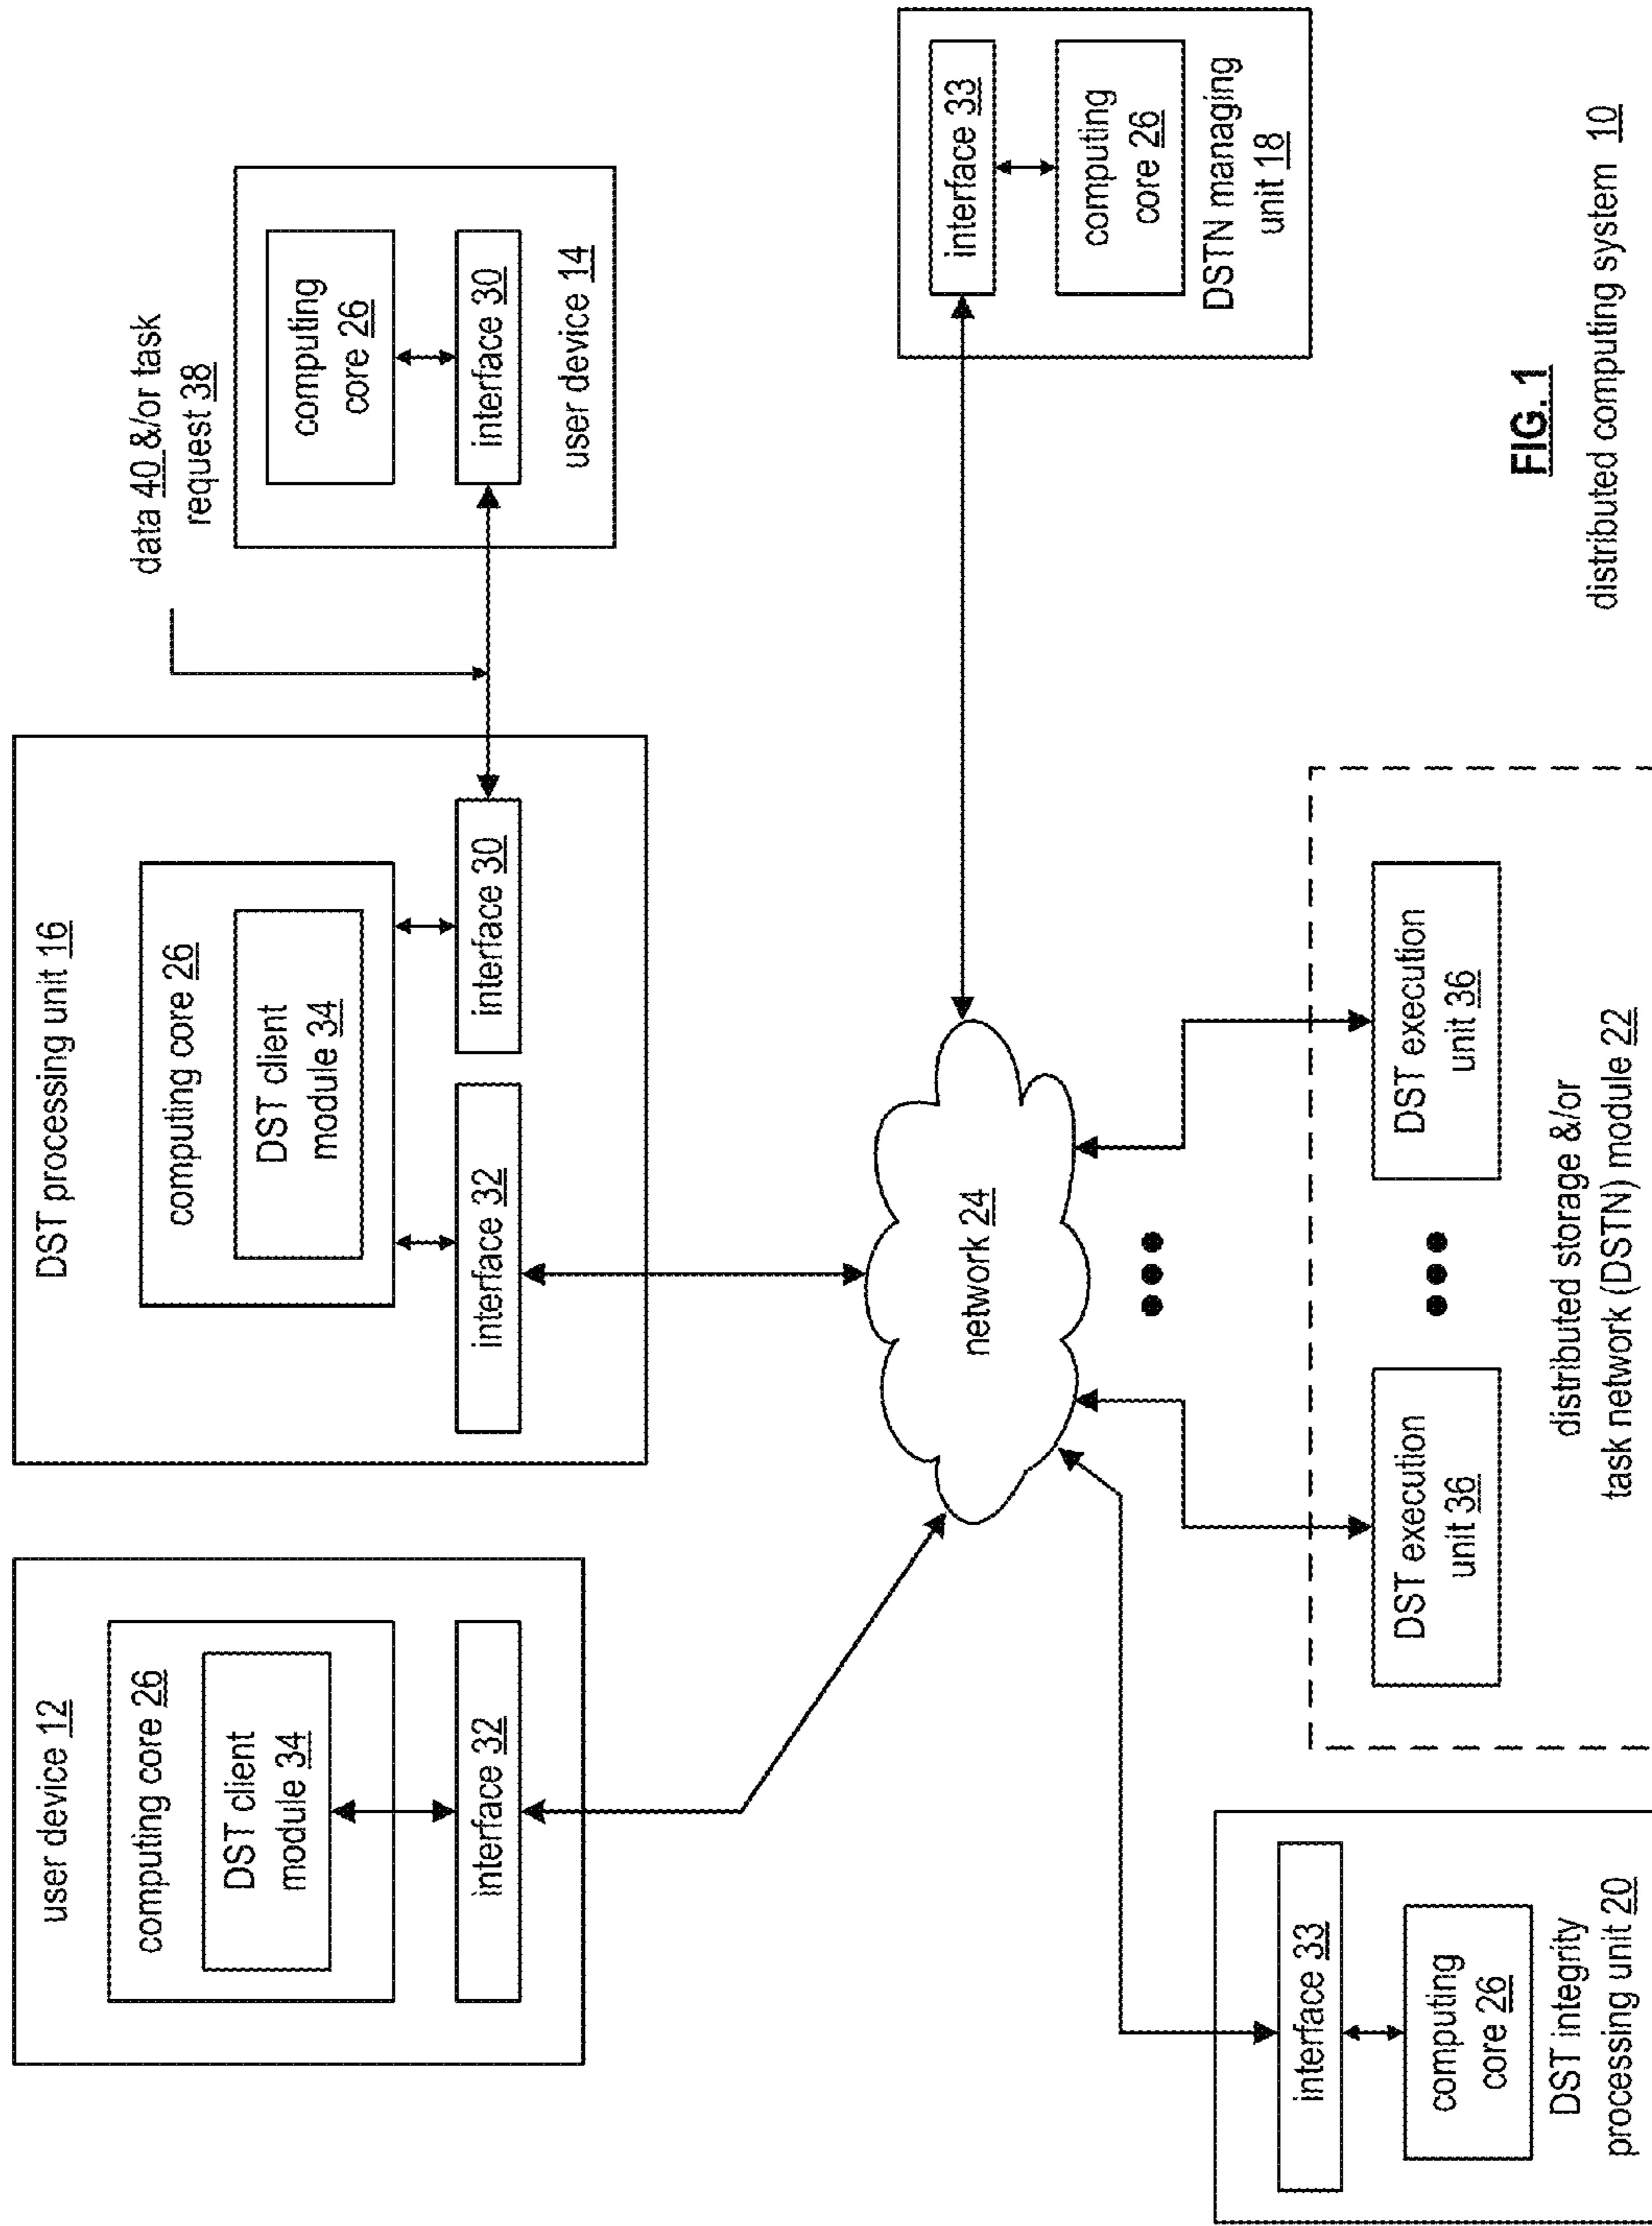 user device 12
computing core 26
DST client
module 34
interface 32
DST processing unit 16
computing core 26
DST client
module 34
interface 32
interface 30
data 40 &/or task
request 38
computing
core 26
interface 30
user device 14
network 24
interface 33
computing
core 26
DSTN managing
unit 18
interface 33
computing
core 26
DST integrity
processing unit 20
DST execution
unit 36
DST execution
unit 36
distributed storage &/or
task network (DSTN) module 22
FIG. 1
distributed computing system 10